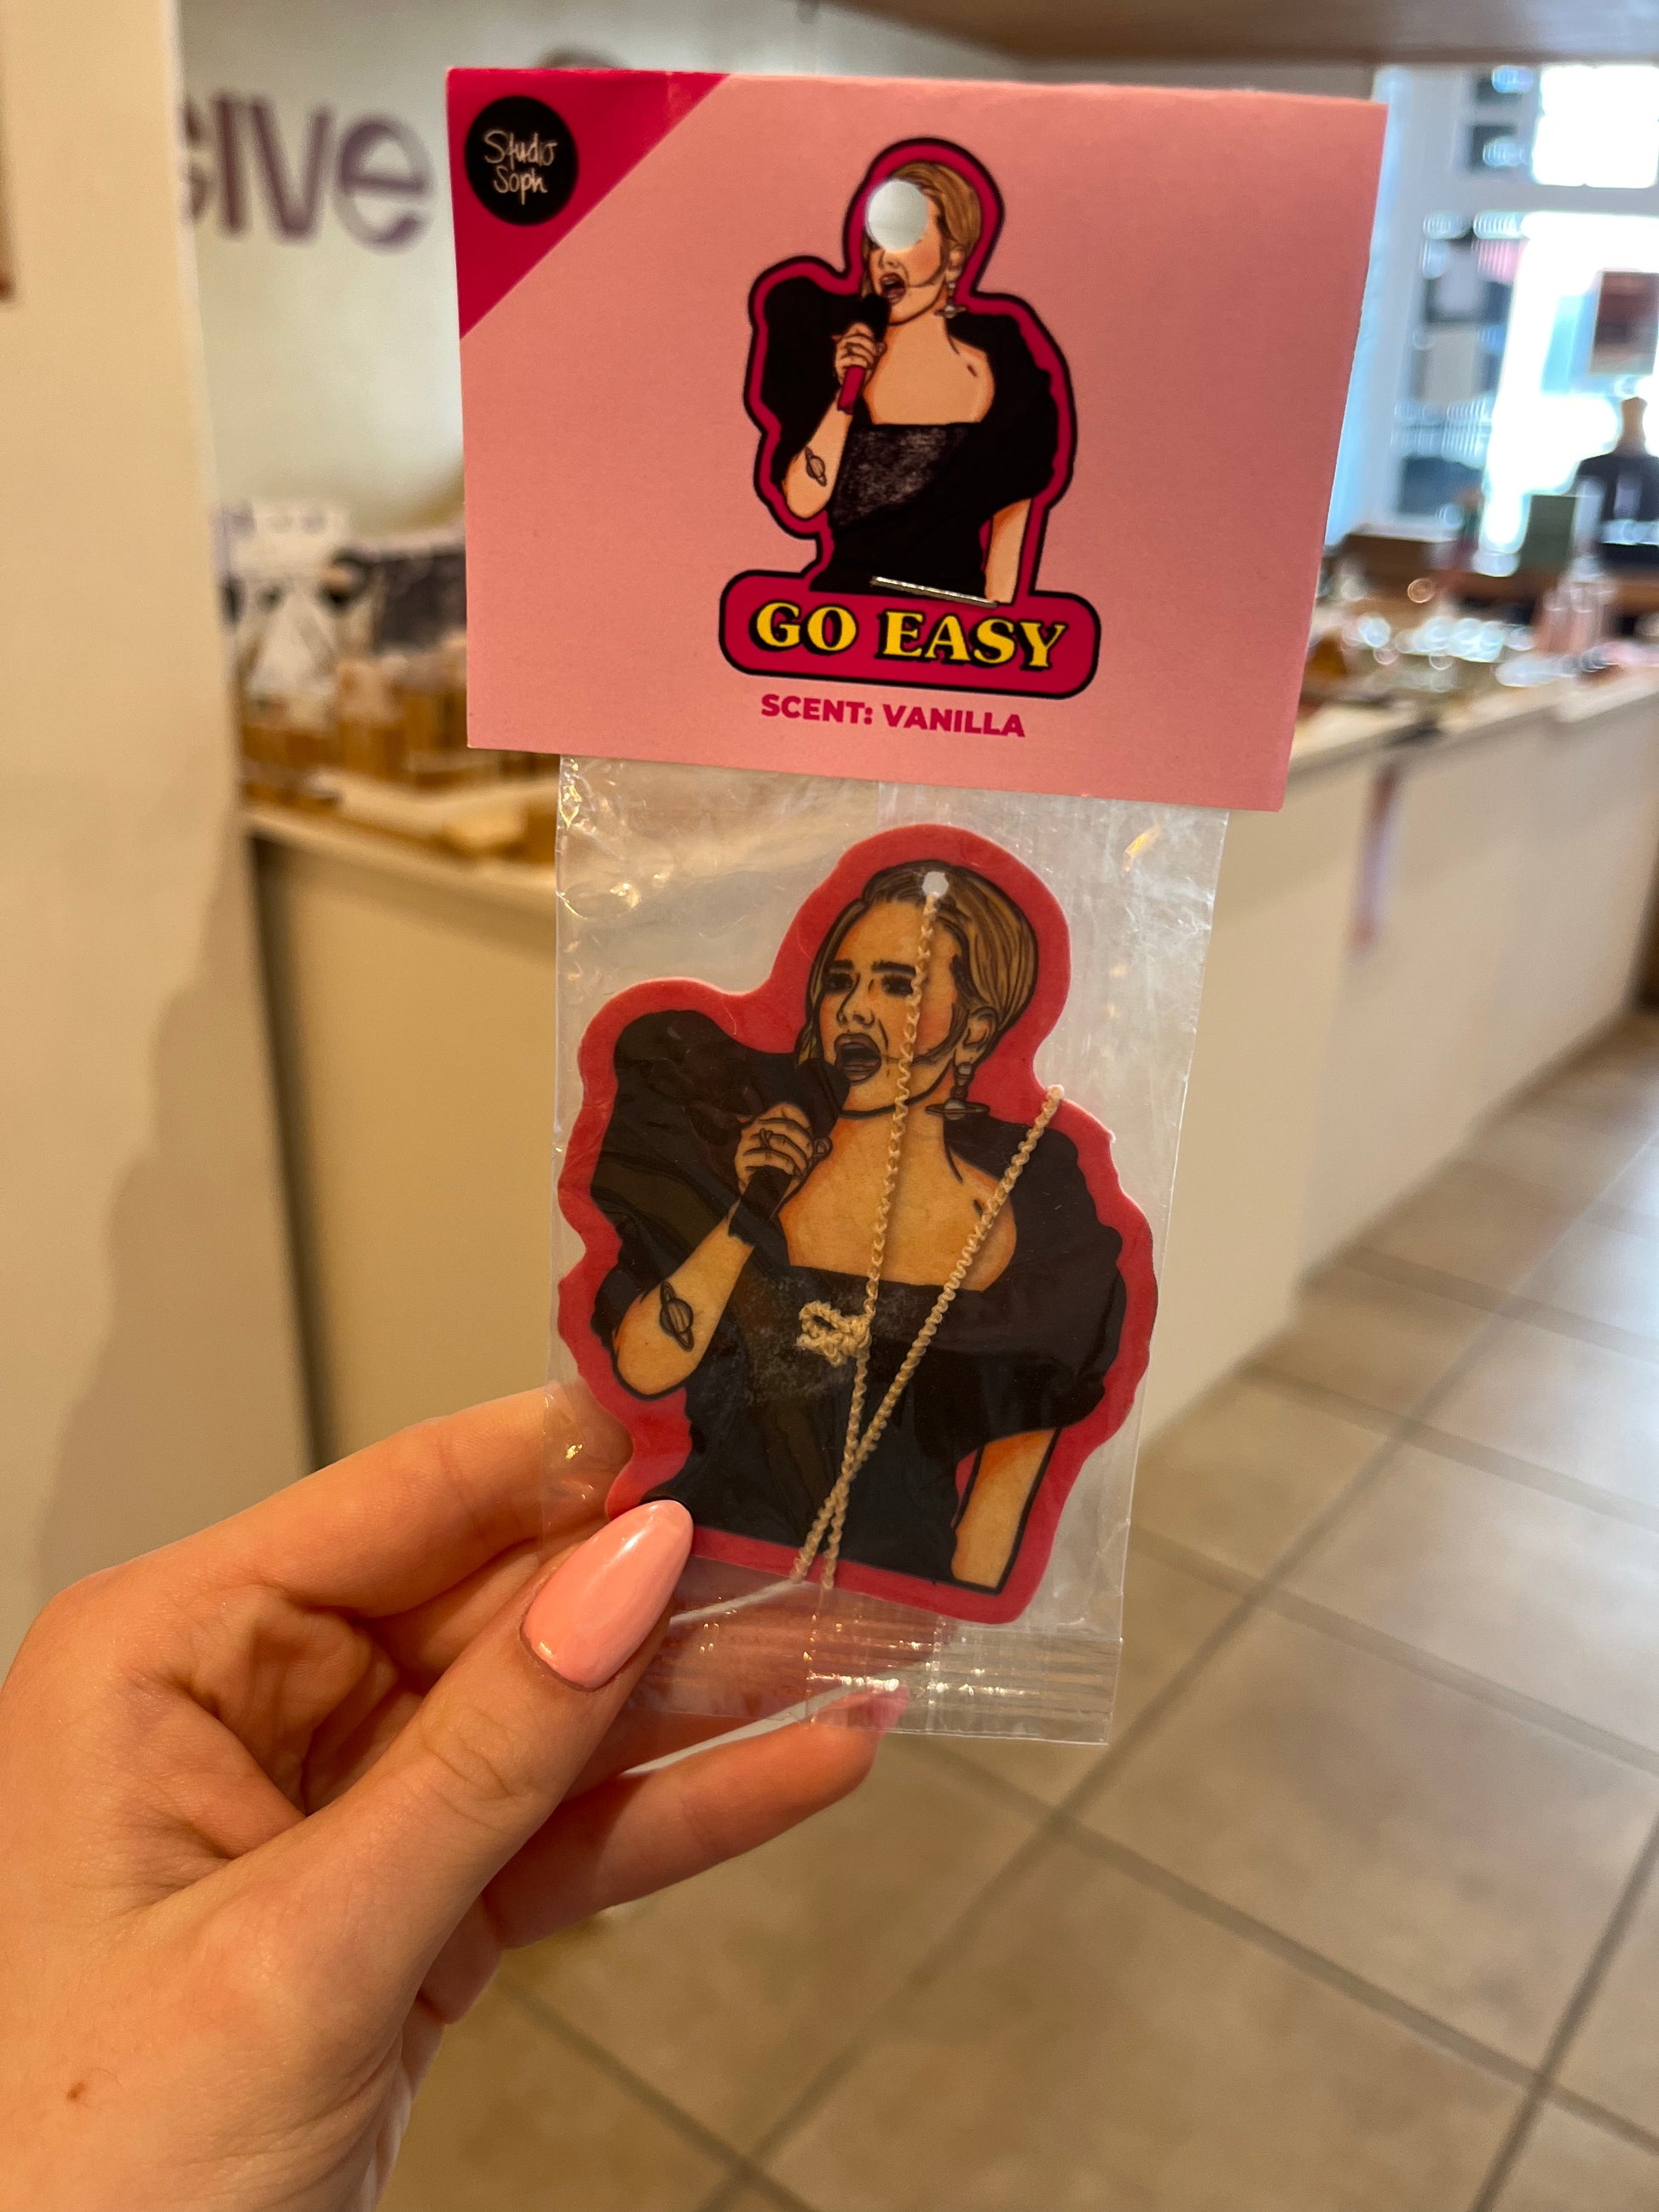 GIVe
Studio
Soph
GO EASY
SCENT: VANILLA